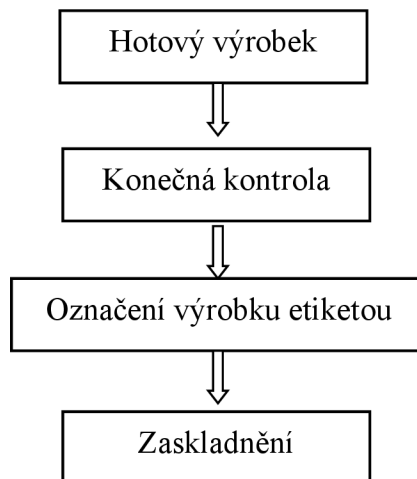 Hotový výrobek
Konečná kontrola
Označení výrobku etiketou
Zaskladnění